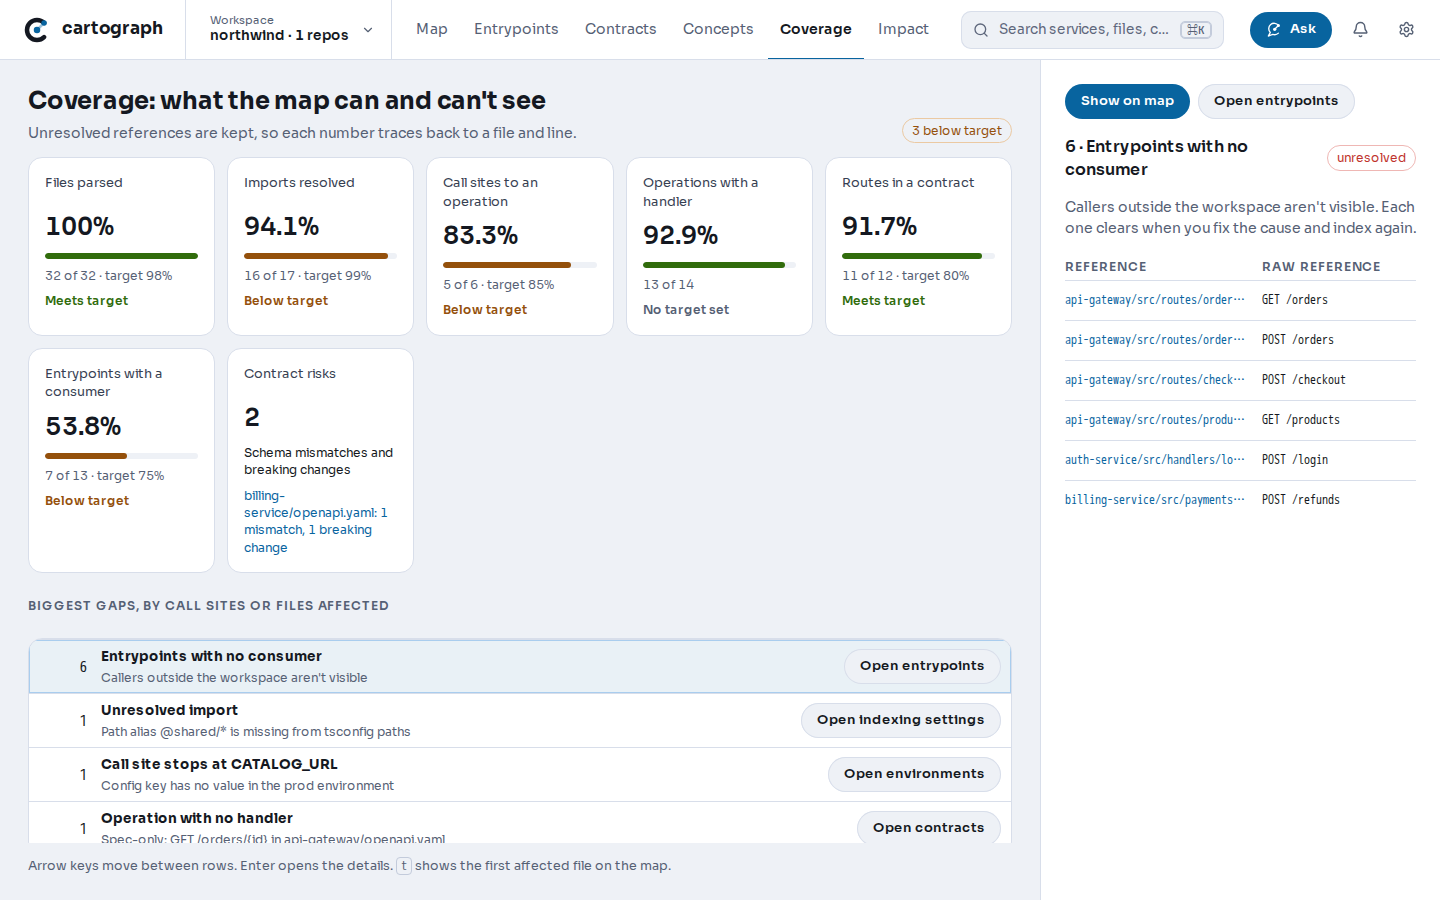 cartograph
Workspace
northwind · 1 repos
Map
Entrypoints
Contracts
Concepts
Coverage
Impact
Search services, files, c...
⌘K
Ask
Coverage: what the map can and can't see
Unresolved references are kept, so each number traces back to a file and line.
3 below target
Files parsed
100%
32 of 32 · target 98%
Meets target
Imports resolved
94.1%
16 of 17 · target 99%
Below target
Call sites to an
operation
83.3%
5 of 6 · target 85%
Below target
Operations with a
handler
92.9%
13 of 14
No target set
Routes in a contract
91.7%
11 of 12 · target 80%
Meets target
Entrypoints with a
consumer
53.8%
7 of 13 · target 75%
Below target
Contract risks
2
Schema mismatches and
breaking changes
billing-
service/openapi.yaml: 1
mismatch, 1 breaking
change
BIGGEST GAPS, BY CALL SITES OR FILES AFFECTED
6
Entrypoints with no consumer
Callers outside the workspace aren't visible
Open entrypoints
1
Unresolved import
Path alias @shared/* is missing from tsconfig paths
Open indexing settings
1
Call site stops at CATALOG_URL
Config key has no value in the prod environment
Open environments
1
Operation with no handler
Spec-only: GET /orders/{id} in api-gateway/openapi.yaml
Open contracts
Arrow keys move between rows. Enter opens the details. t shows the first affected file on the map.
Show on map
Open entrypoints
6 · Entrypoints with no
consumer
unresolved
Callers outside the workspace aren't visible. Each
one clears when you fix the cause and index again.
REFERENCE
RAW REFERENCE
api-gateway/src/routes/order...
GET /orders
api-gateway/src/routes/order...
POST /orders
api-gateway/src/routes/check...
POST /checkout
api-gateway/src/routes/produ...
GET /products
auth-service/src/handlers/lo...
POST /login
billing-service/src/payments...
POST /refunds